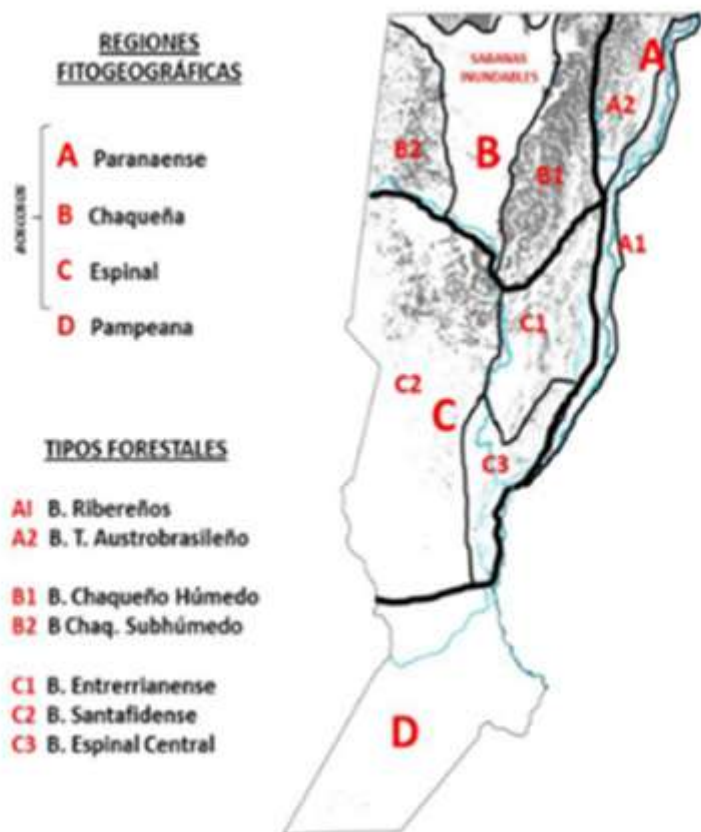 REGIONES
FITOGEOGRÁFICAS
A Paranaense
B Chaqueña
C Espinal
D Pampeana
TIPOS FORESTALES
AI B. Ribereños
A2 B. T. Austrobrasileño
B1 B. Chaqueño Húmedo
B2 B Chaq. Subhúmedo
C1 B. Entrerrianense
C2 B. Santafidense
C3 B. Espinal Central
SABANAS
INUNDABLES
A
A2
B2
B
B1
A1
C1
C2
C
C3
D